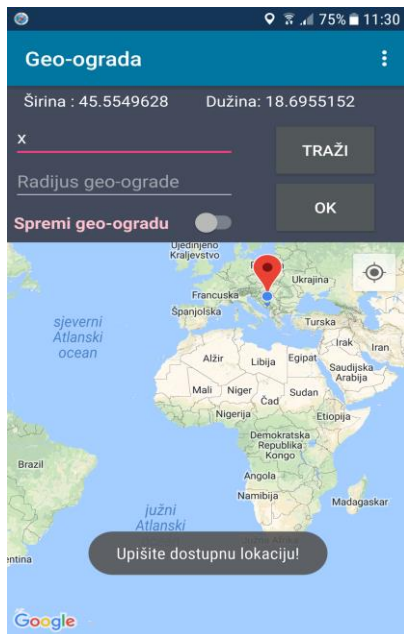 75% 11:30
Geo-ograda
Širina : 45.5549628 Dužina: 18.6955152
x
TRAŽI
Radijus geo-ograde
OK
Spremi geo-ogradu
Ujedinjeno
Kraljevstvo
Ukrajina
Francuska
Španjolska
Turska
sjeverni
Atlanski
ocean
Irak
Iran
Alžir
Libija
Egipat
Saudijska
Arabija
Mali
Niger
Čad
Sudan
Nigerija
Etiopija
Demokratska
Republika
Kongo
Brazil
Angola
Namibija
Madagaskar
južni
Atlanski
Upišite dostupnu lokaciju!
entina
Google